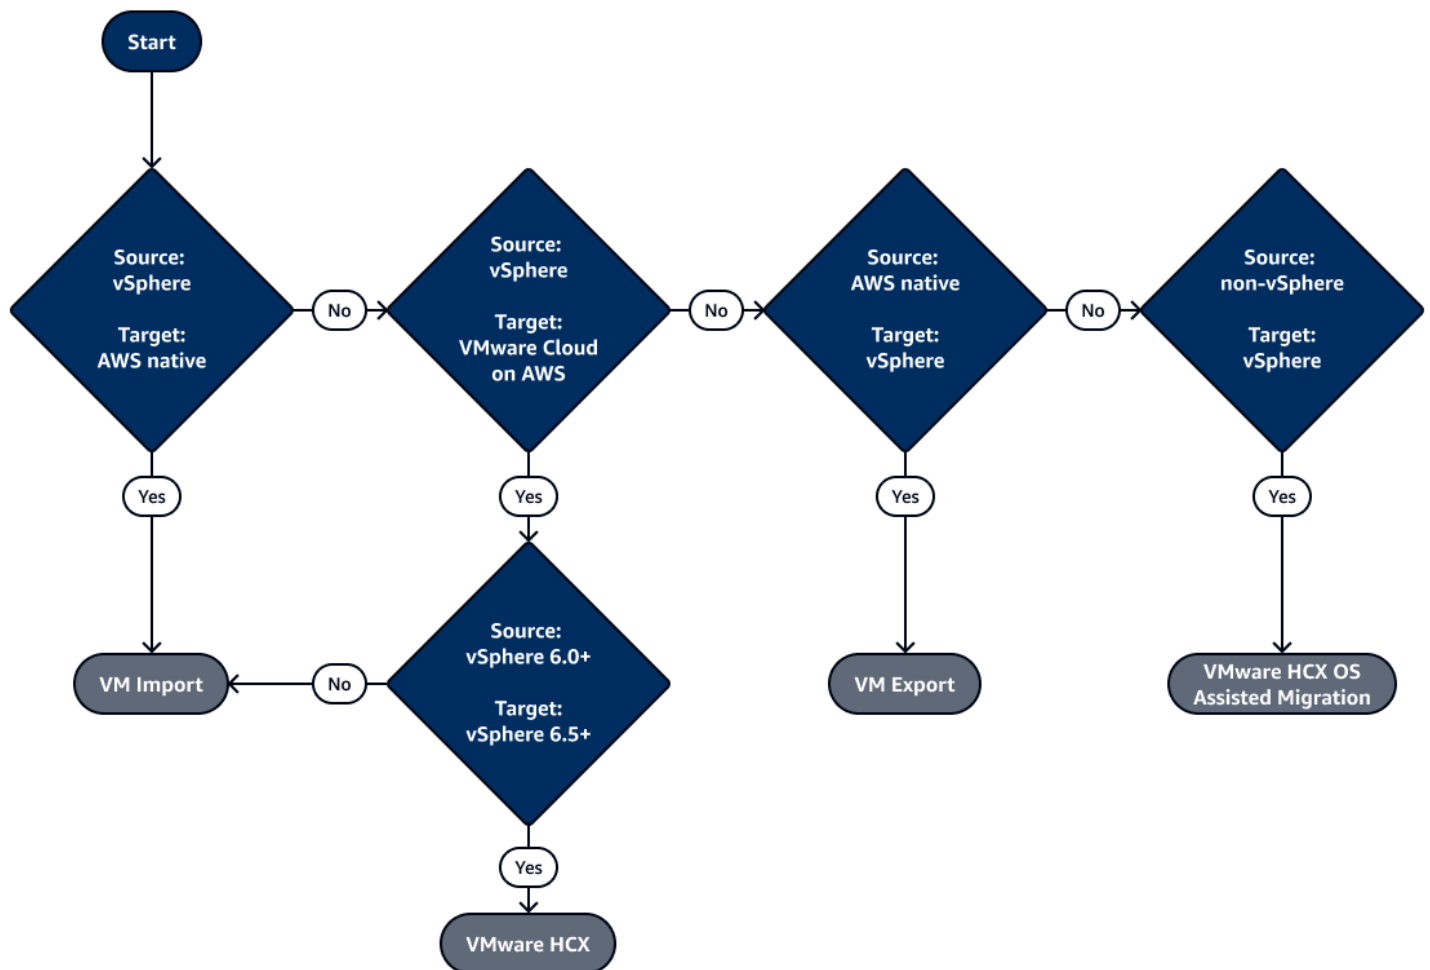 Start
Source:
vSphere
Target:
AWS native
No
Source:
vSphere
Target:
VMware Cloud
on AWS
No
Source:
AWS native
Target:
vSphere
No
Source:
non-vSphere
Target:
vSphere
Yes
Yes
Yes
Yes
VM Import
No
Source:
vSphere 6.0+
Target:
vSphere 6.5+
VM Export
VMware HCX OS
Assisted Migration
Yes
VMware HCX